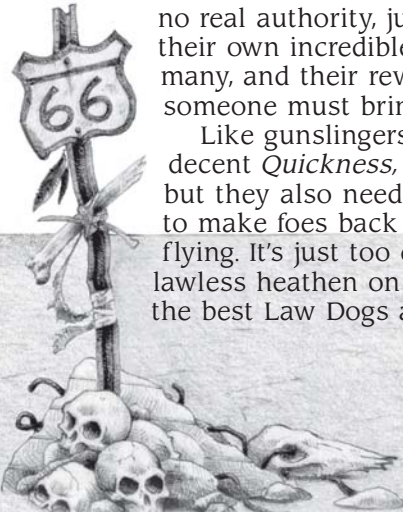 no real authority, ju
their own incredible
many, and their rev
someone must brin
Like gunslingers
decent Quickness,
but they also need
to make foes back
flying. It's just too
lawless heathen on
the best Law Dogs a
66